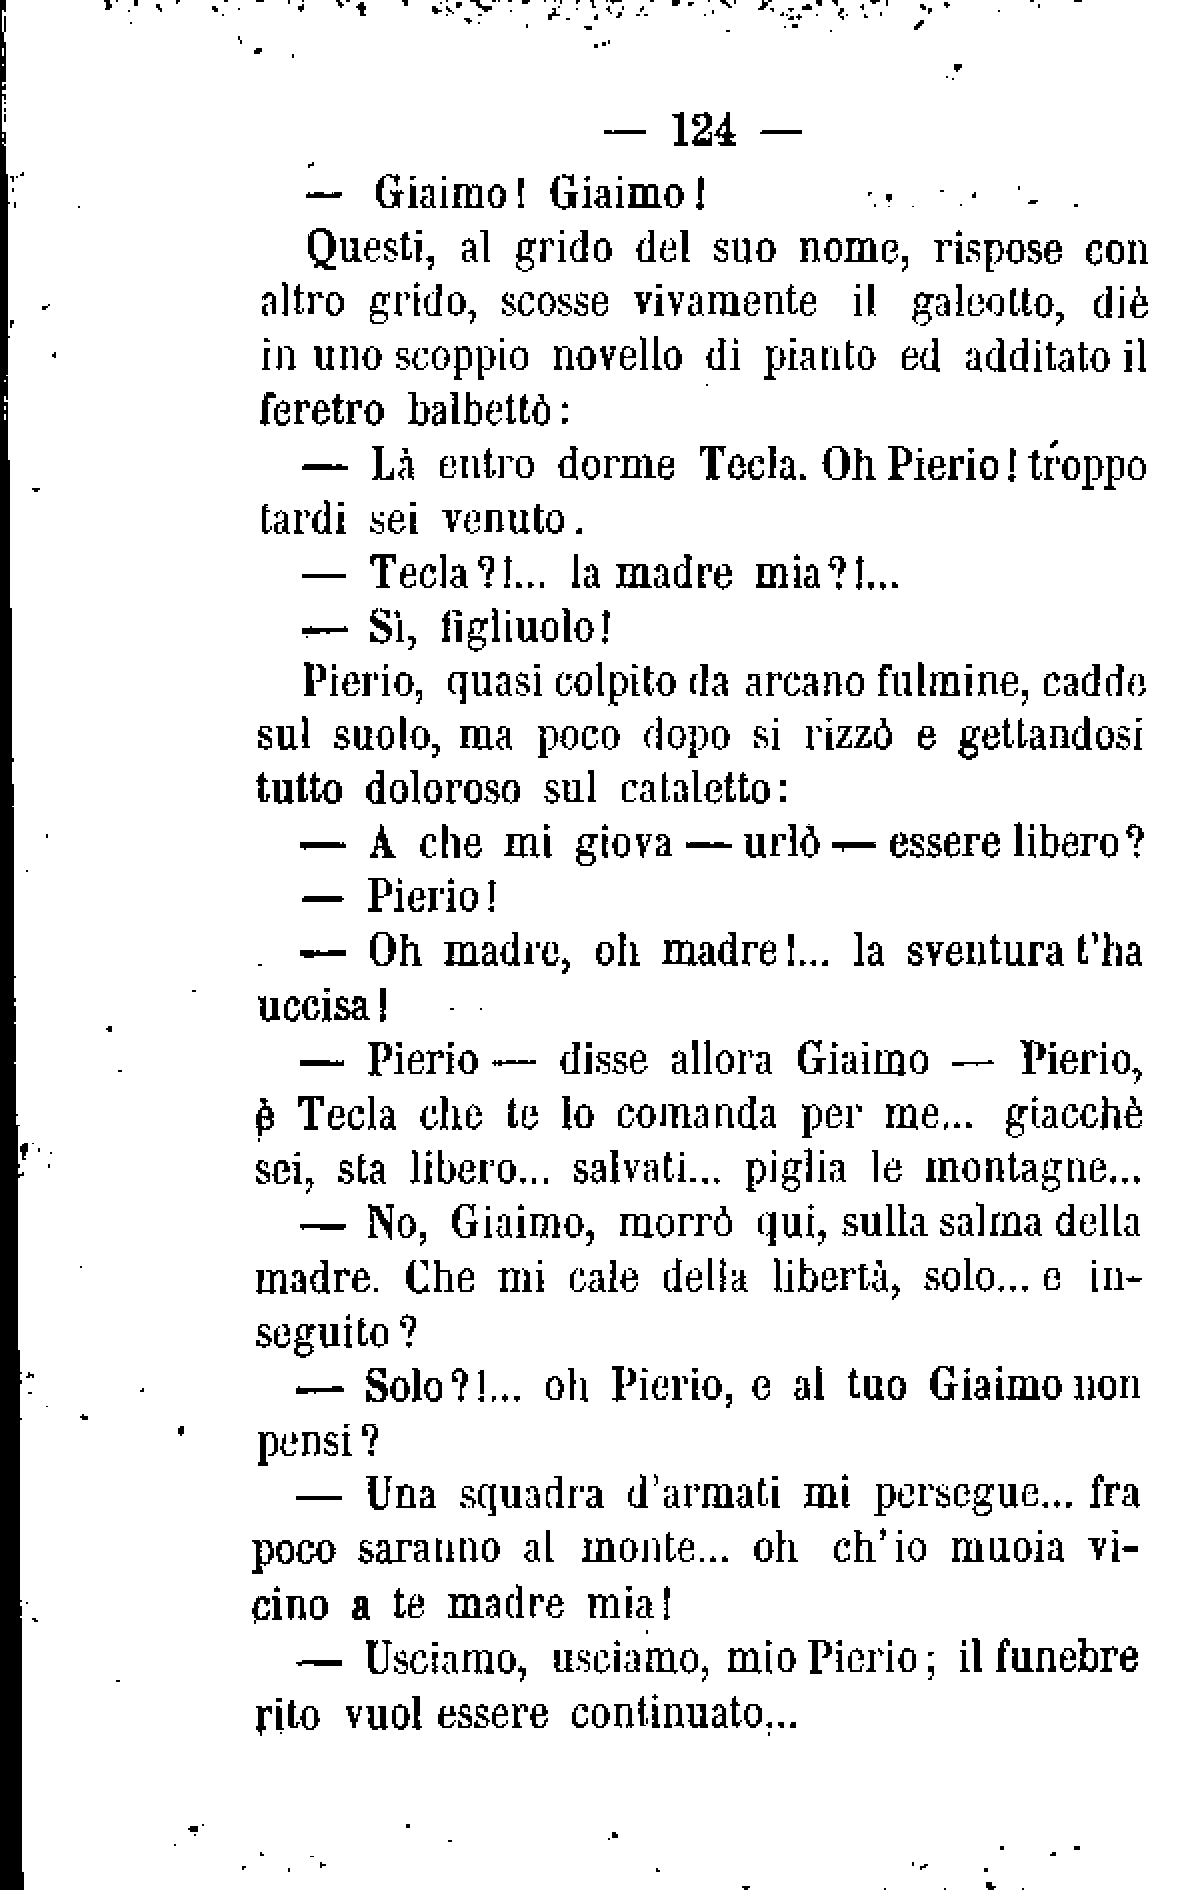 — 124 —
— Giaimo! Giaimo!
Questi, al grido del suo nome, rispose con
altro grido, scosse vivamente il galeotto, diè
in uno scoppio novello di pianto ed additato il
feretro balbettò:
— Là entro dorme Tecla. Oh Pierio! troppo
tardi sei venuto.
— Tecla?!... la madre mia?!...
— Sì, figliuolo!
Pierio, quasi colpito da arcano fulmine, cadde
sul suolo, ma poco dopo si rizzò e gettandosi
tutto doloroso sul cataletto:
— A che mi giova — urlò — essere libero?
— Pierio!
— Oh madre, oh madre!... la sventura t'ha
uccisa!
— Pierio — disse allora Giaimo — Pierio,
è Tecla che te lo comanda per me... giacchè
sei, sta libero... salvati... piglia le montagne...
— No, Giaimo, morrò qui, sulla salma della
madre. Che mi cale della libertà, solo... e in-
seguito?
— Solo?!... oh Pierio, e al tuo Giaimo non
pensi?
— Una squadra d'armati mi persegue... fra
poco saranno al monte... oh ch'io muoia vi-
cino a te madre mia!
— Usciamo, usciamo, mio Pierio; il funebre
rito vuol essere continuato...